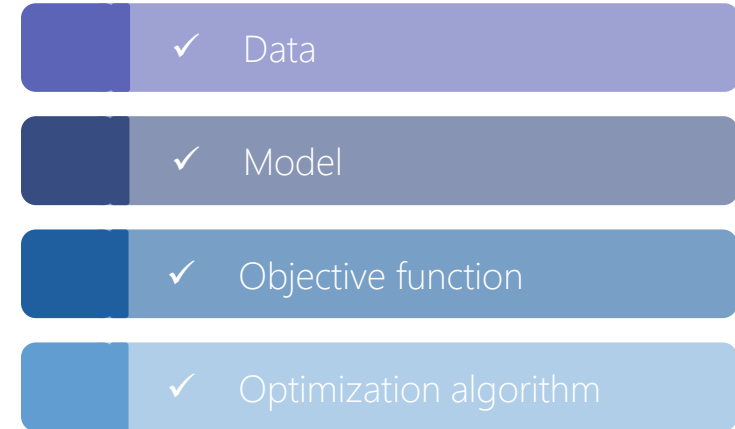 ✓ Data
✓ Model
✓ Objective function
✓ Optimization algorithm